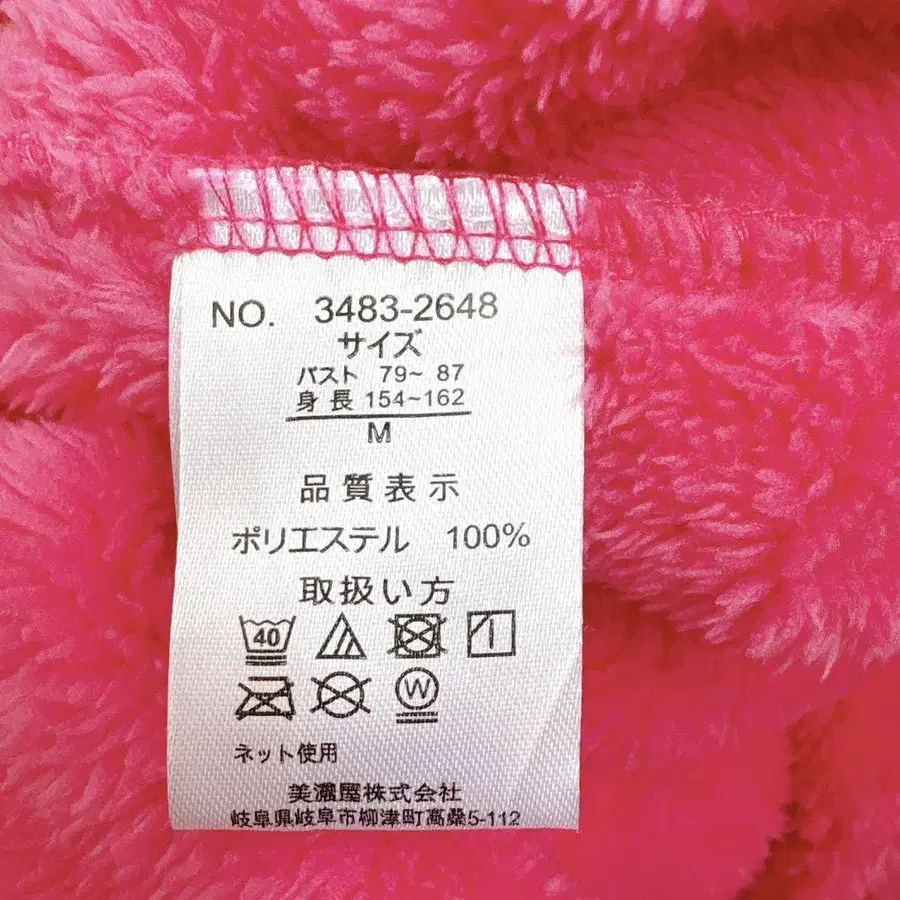 NO. 3483-2648
サイズ
バスト 79~ 87
身長 154~162
M
品質表示
ポリエステル 100%
取扱い方
40
W
ネット使用
美濃屋株式会社
岐阜県岐阜市柳津町高桑5-112